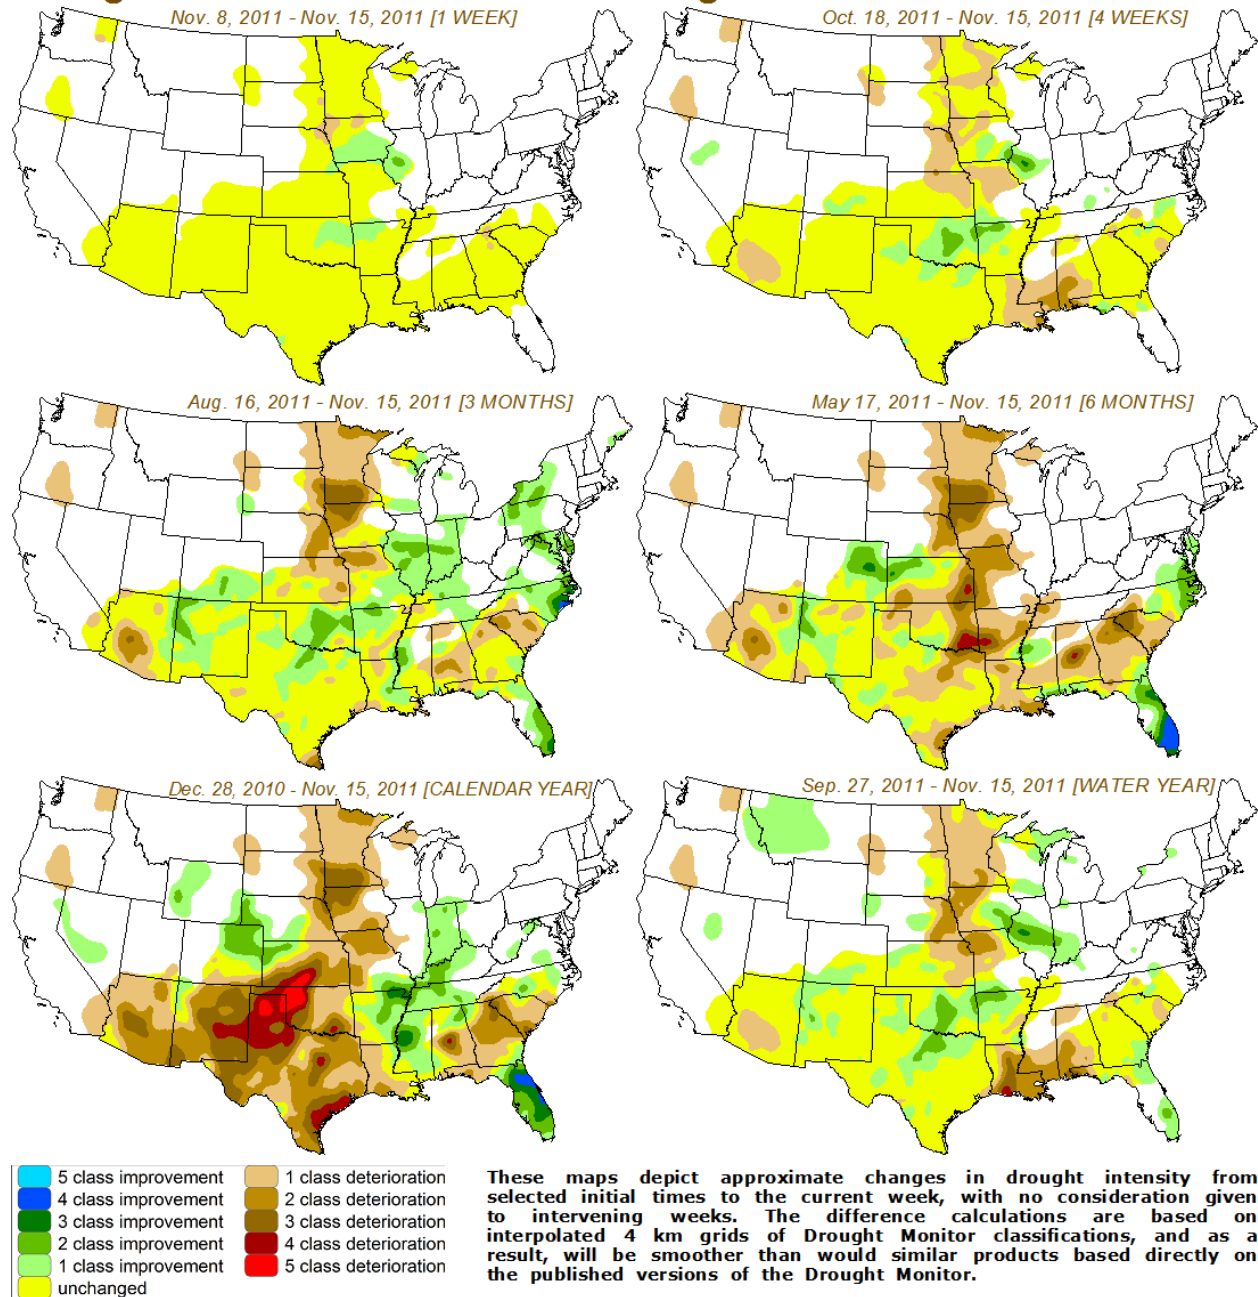 Nov. 8, 2011 - Nov. 15, 2011 [1 WEEK]
Oct. 18, 2011 - Nov. 15, 2011 [4 WEEKS]
Aug. 16, 2011 - Nov. 15, 2011 [3 MONTHS]
May 17, 2011 - Nov. 15, 2011 [6 MONTHS]
Dec. 28, 2010 - Nov. 15, 2011 [CALENDAR YEAR]
Sep. 27, 2011 - Nov. 15, 2011 [WATER YEAR]
5 class improvement
4 class improvement
3 class improvement
2 class improvement
1 class improvement
unchanged
1 class deterioration
2 class deterioration
3 class deterioration
4 class deterioration
5 class deterioration
These maps depict approximate changes in drought intensity from
selected initial times to the current week, with no consideration given
to intervening weeks. The difference calculations are based on
interpolated 4 km grids of Drought Monitor classifications, and as a
result, will be smoother than would similar products based directly on
the published versions of the Drought Monitor.